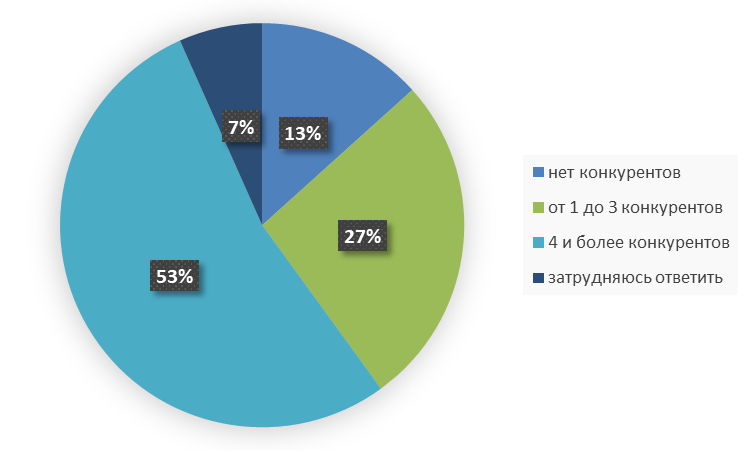 7%
13%
27%
53%
нет конкурентов
от 1 до 3 конкурентов
4 и более конкурентов
затрудняюсь ответить